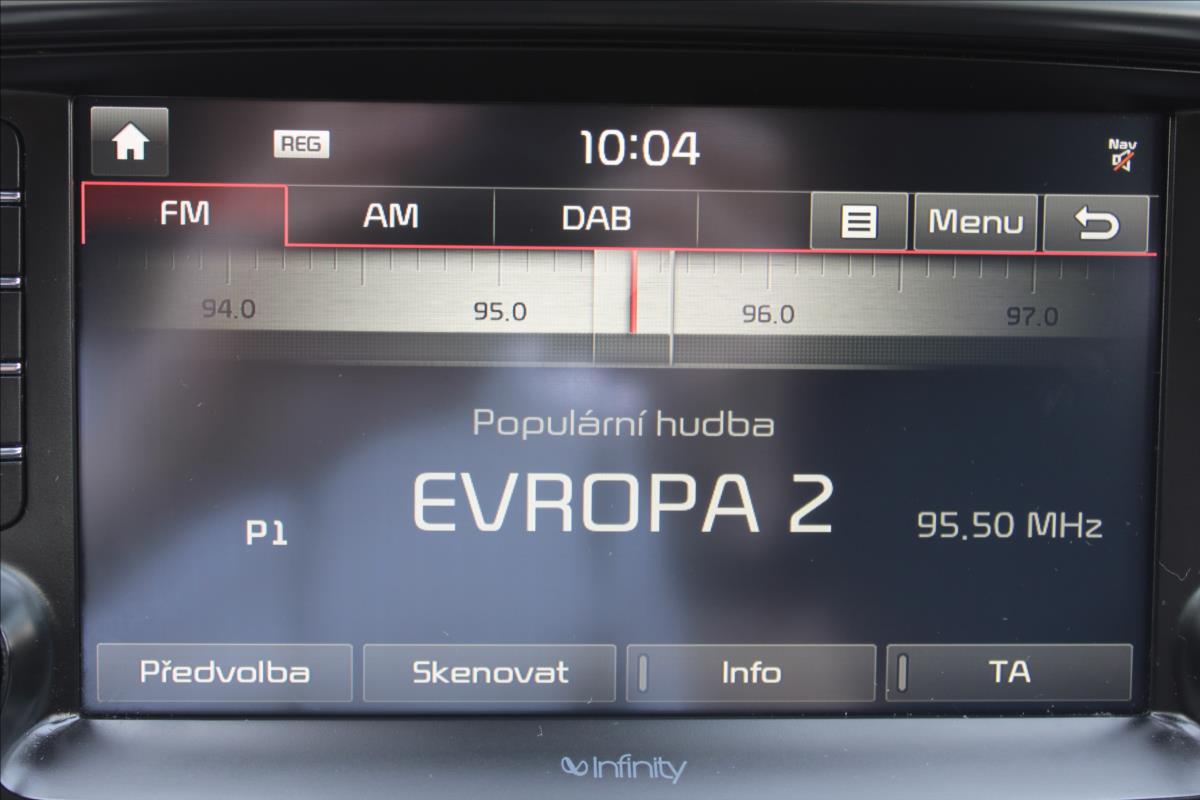 REG
10:04
Nav
FM AM DAB Menu
94.0 95.0 96.0 97.0
Populární hudba
EVROPA 2
P1
95.50 MHz
Předvolba Skenovat Info TA
Infinity